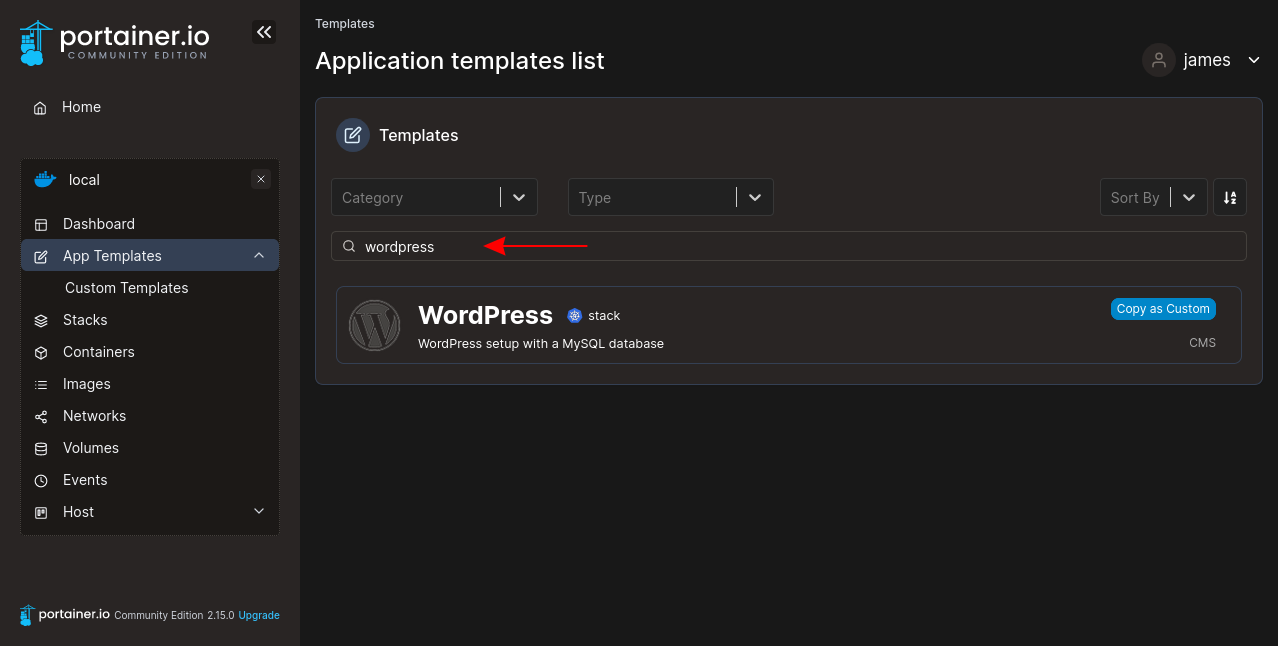 portainer.io
COMMUNITY EDITION
Home
local
Dashboard
App Templates
Custom Templates
Stacks
Containers
Images
Networks
Volumes
Events
Host
portainer.io Community Edition 2.15.0 Upgrade
Templates
Application templates list
james
Templates
Category
Type
Sort By
wordpress
WordPress stack
Copy as Custom
WordPress setup with a MySQL database
CMS